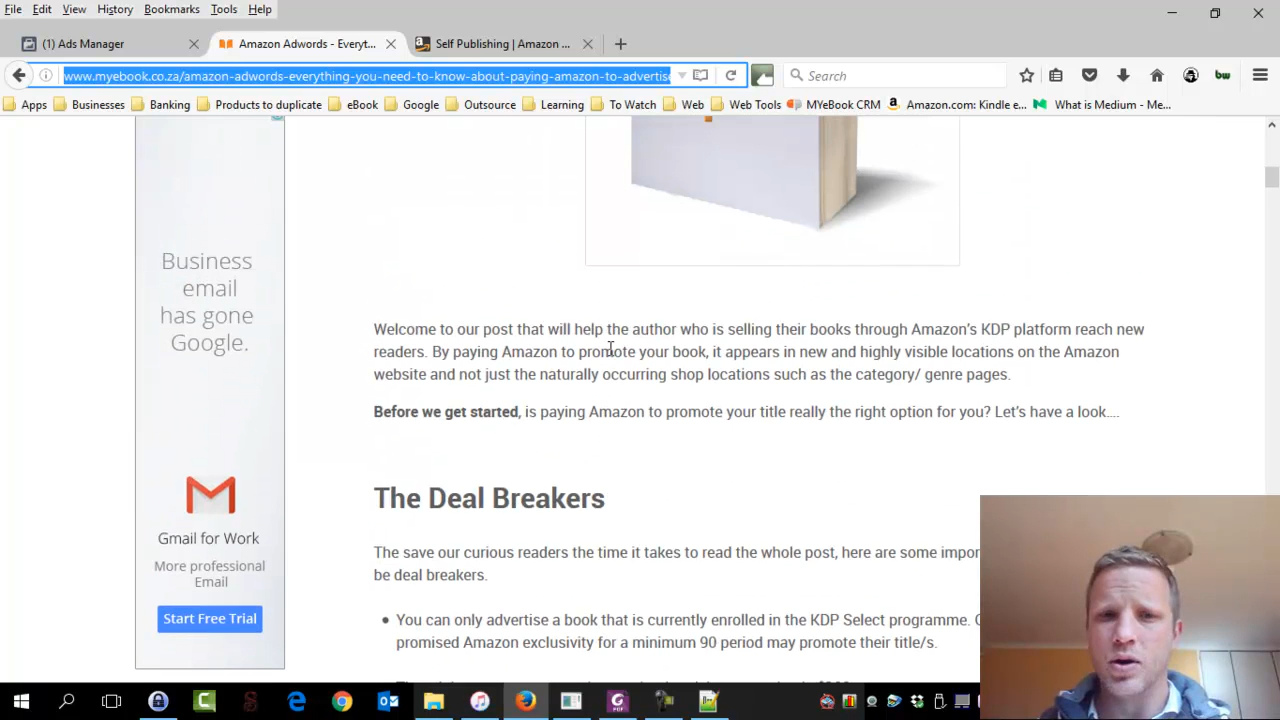 File Edit View History Bookmarks Tools Help
(1) Ads Manager
Amazon Adwords - Everyt...
Self Publishing | Amazon ...
www.myebook.co.za/amazon-adwords-everything-you-need-to-know-about-paying-amazon-to-advertise
Search
bw
Apps Businesses Banking Products to duplicate eBook Google Outsource Learning To Watch Web Web Tools MYeBook CRM Amazon.com: Kindle e... What is Medium - Me...
Business
email
has gone
Google.
Gmail for Work
More professional
Email
Start Free Trial
Welcome to our post that will help the author who is selling their books through Amazon's KDP platform reach new
readers. By paying Amazon to promote your book, it appears in new and highly visible locations on the Amazon
website and not just the naturally occurring shop locations such as the category/ genre pages.
Before we get started, is paying Amazon to promote your title really the right option for you? Let's have a look....
The Deal Breakers
The save our curious readers the time it takes to read the whole post, here are some impor
be deal breakers.
You can only advertise a book that is currently enrolled in the KDP Select programme.
promised Amazon exclusivity for a minimum 90 period may promote their title/s.